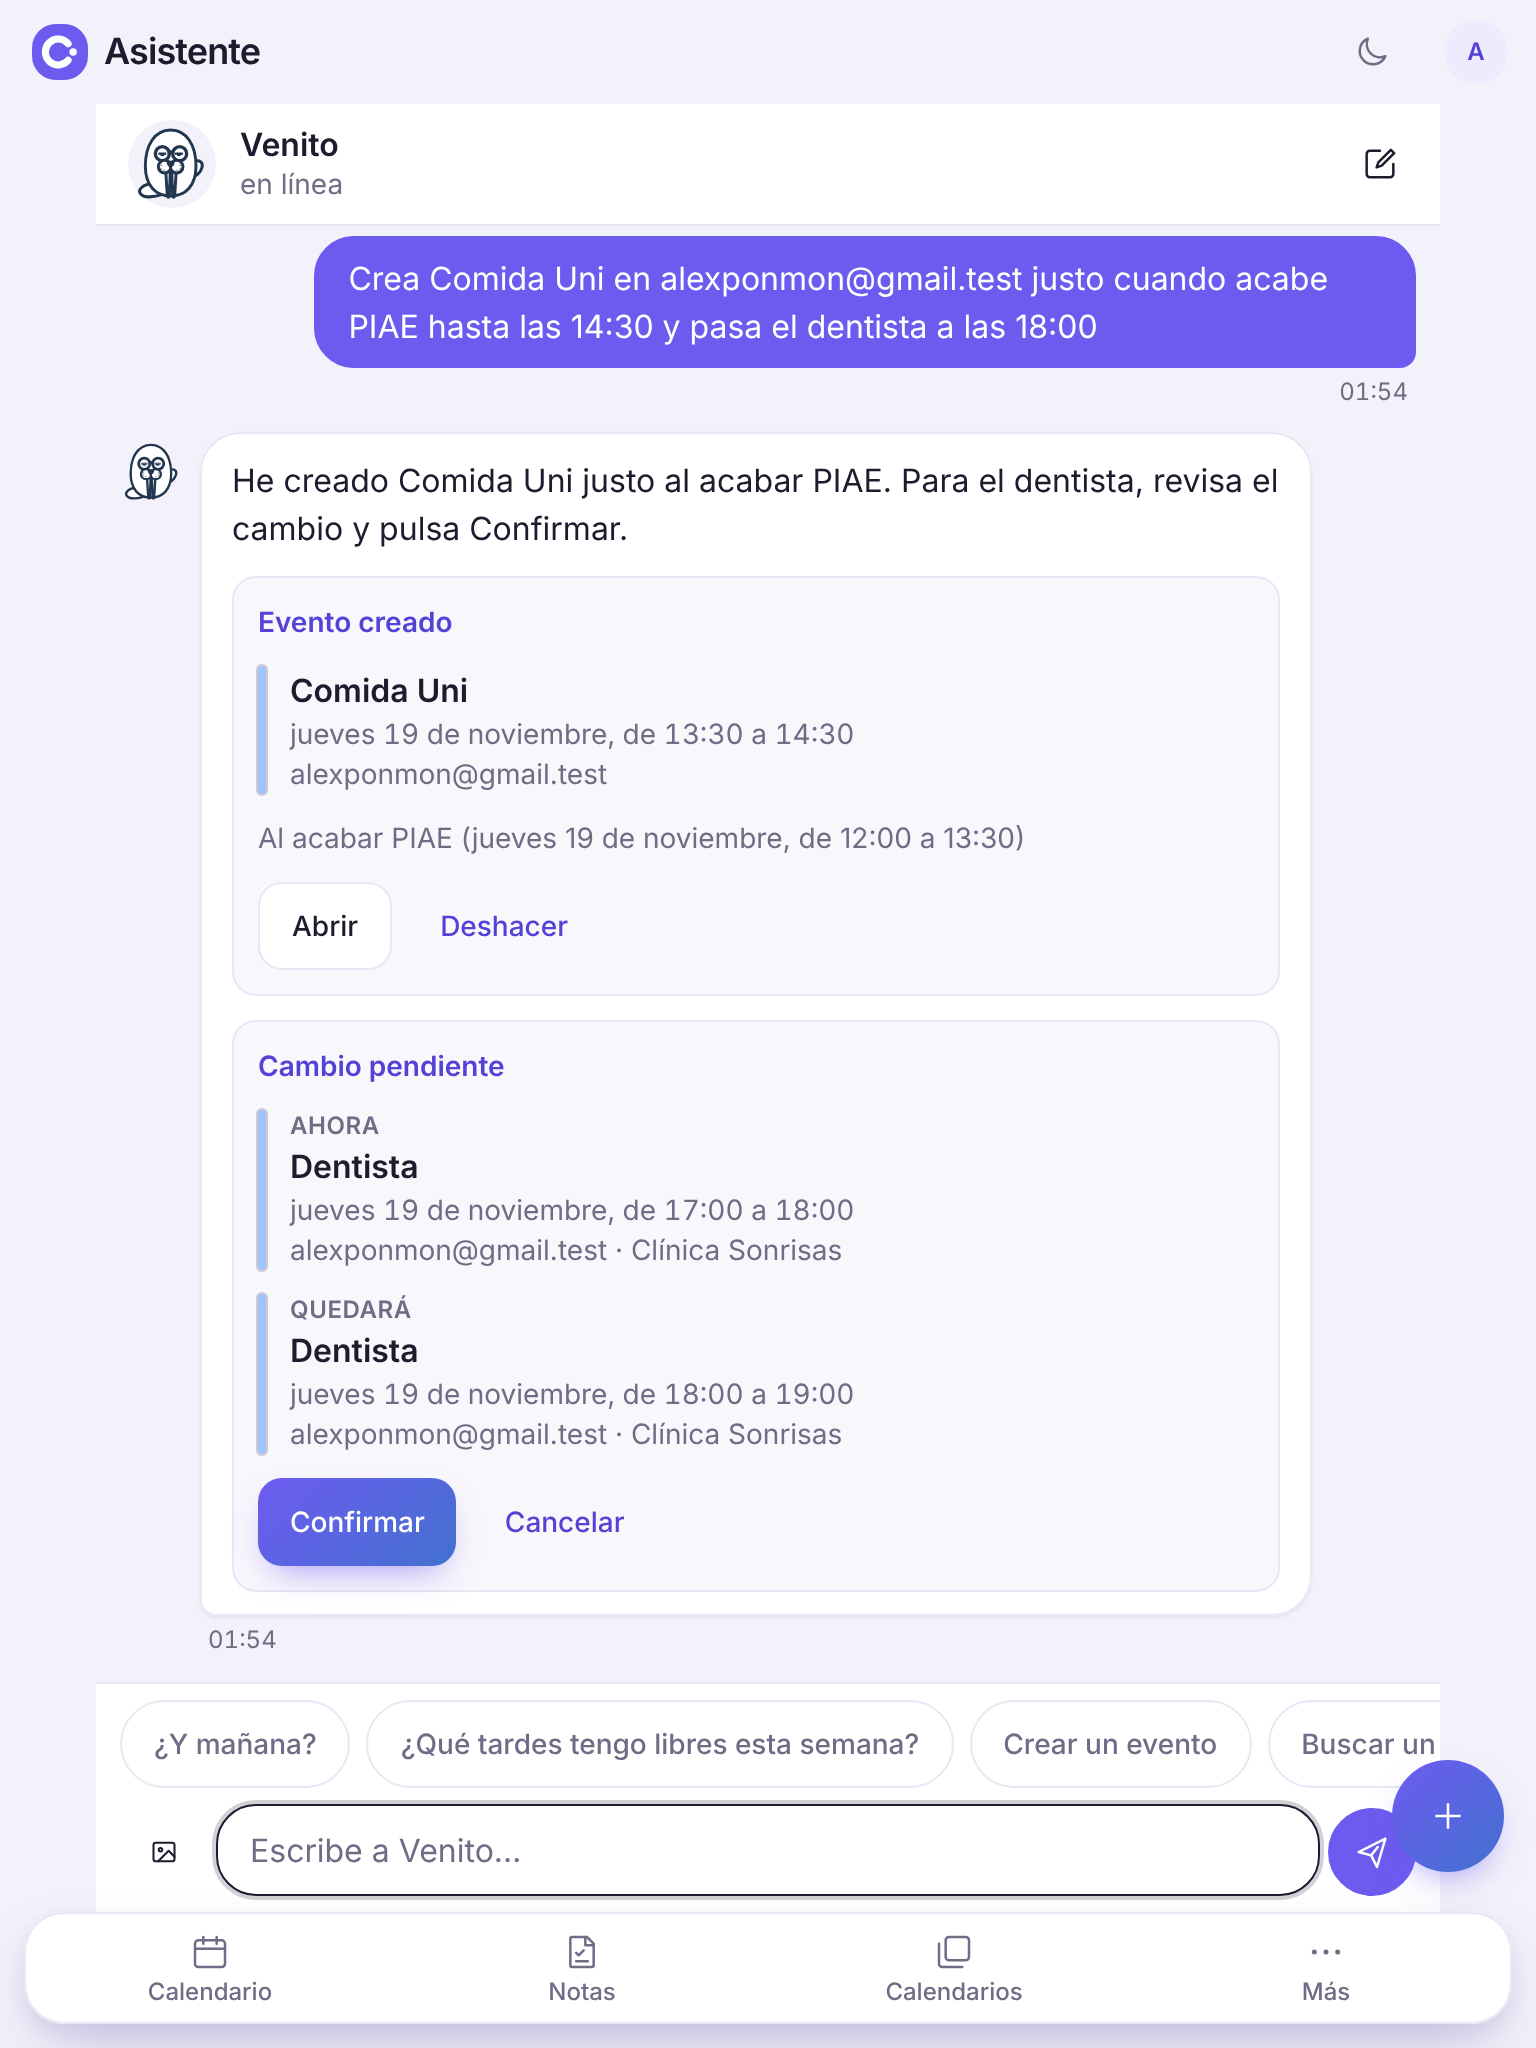 Asistente
A
Venito
en línea
Crea Comida Uni en alexponmon@gmail.test justo cuando acabe
PIAE hasta las 14:30 y pasa el dentista a las 18:00
01:54
He creado Comida Uni justo al acabar PIAE. Para el dentista, revisa el
cambio y pulsa Confirmar.
Evento creado
Comida Uni
jueves 19 de noviembre, de 13:30 a 14:30
alexponmon@gmail.test
Al acabar PIAE (jueves 19 de noviembre, de 12:00 a 13:30)
Abrir Deshacer
Cambio pendiente
AHORA
Dentista
jueves 19 de noviembre, de 17:00 a 18:00
alexponmon@gmail.test · Clínica Sonrisas
QUEDARÁ
Dentista
jueves 19 de noviembre, de 18:00 a 19:00
alexponmon@gmail.test · Clínica Sonrisas
Confirmar Cancelar
01:54
¿Y mañana? ¿Qué tardes tengo libres esta semana? Crear un evento Buscar un
Escribe a Venito...
Calendario Notas Calendarios Más